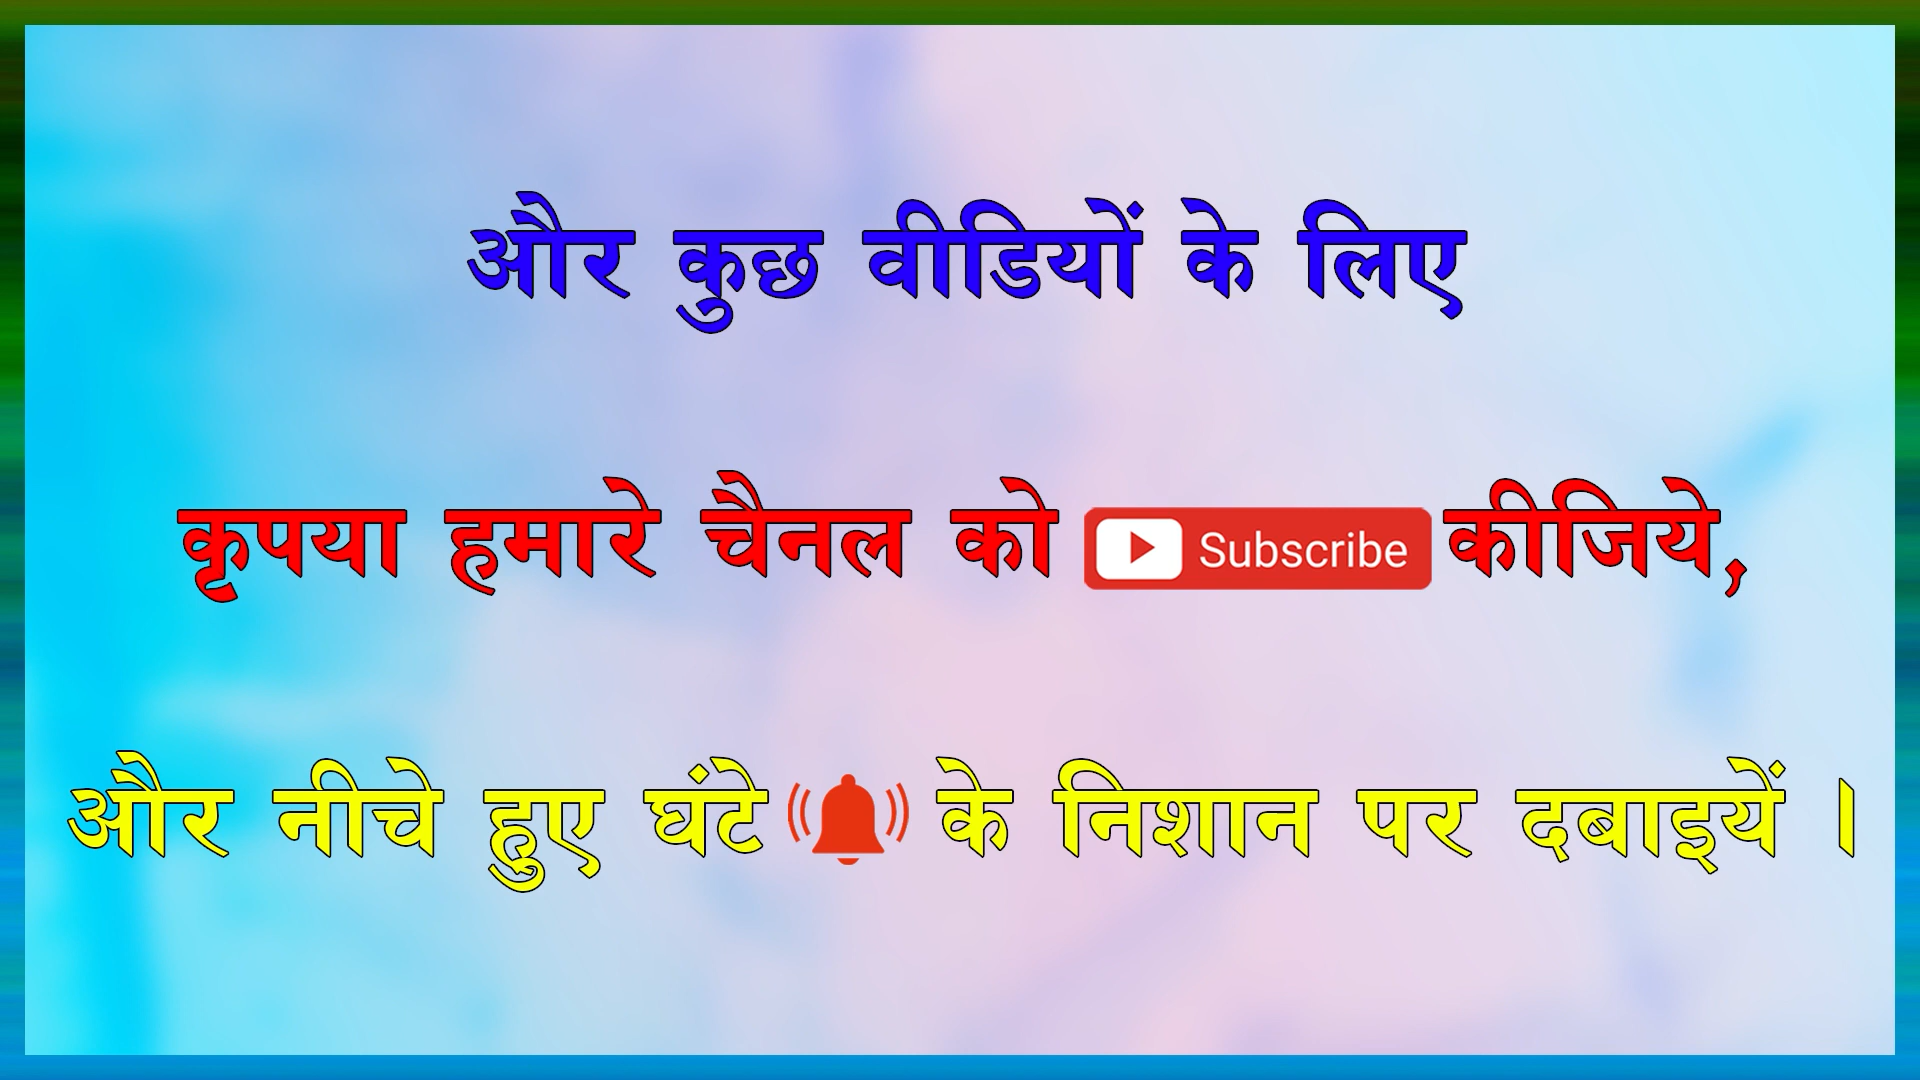 और कुछ वीडियों के लिए
कृपया हमारे चैनल को Subscribe कीजिये,
और नीचे हुए घंटे के निशान पर दबाइयें ।